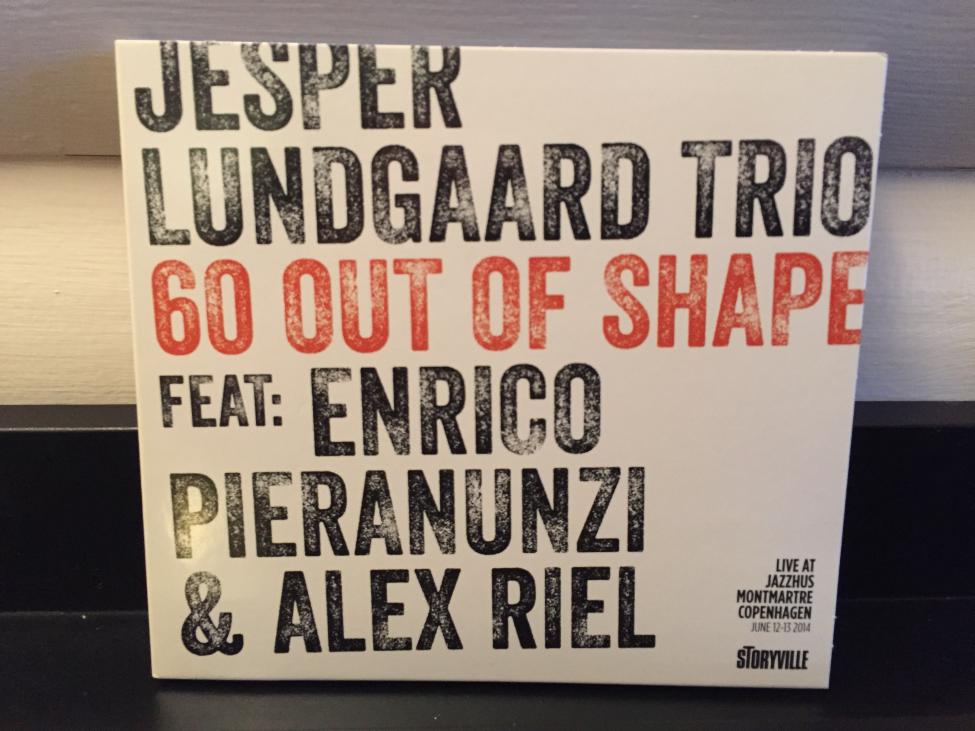 JESPER
LUNDGAARD TRIO
60 OUT OF SHAPE
FEAT: ENRICO
PIERANUNZI
& ALEX RIEL
LIVE AT
JAZZHUS
MONTMARTRE
COPENHAGEN
JUNE 12-13 2014
STORYVILLE